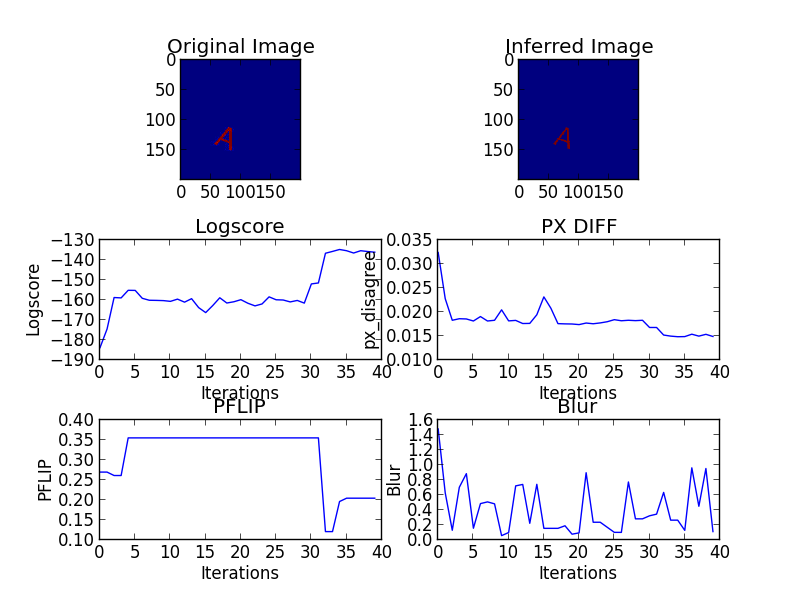 Original Image
Inferred Image
0
50
100
150
A
0 50 100 150
0
50
100
150
A
0 50 100 150
Logscore
−130
−140
−150
−160
−170
−180
−190
Logscore
0 5 10 15 20 25 30 35 40
Iterations
PX DIFF
0.035
0.030
0.025
0.020
0.015
0.010
px_disagree
0 5 10 15 20 25 30 35 40
Iterations
PFLIP
0.40
0.35
0.30
0.25
0.20
0.15
0.10
PFLIP
0 5 10 15 20 25 30 35 40
Iterations
Blur
1.6
1.4
1.2
1.0
0.8
0.6
0.4
0.2
0.0
Blur
0 5 10 15 20 25 30 35 40
Iterations